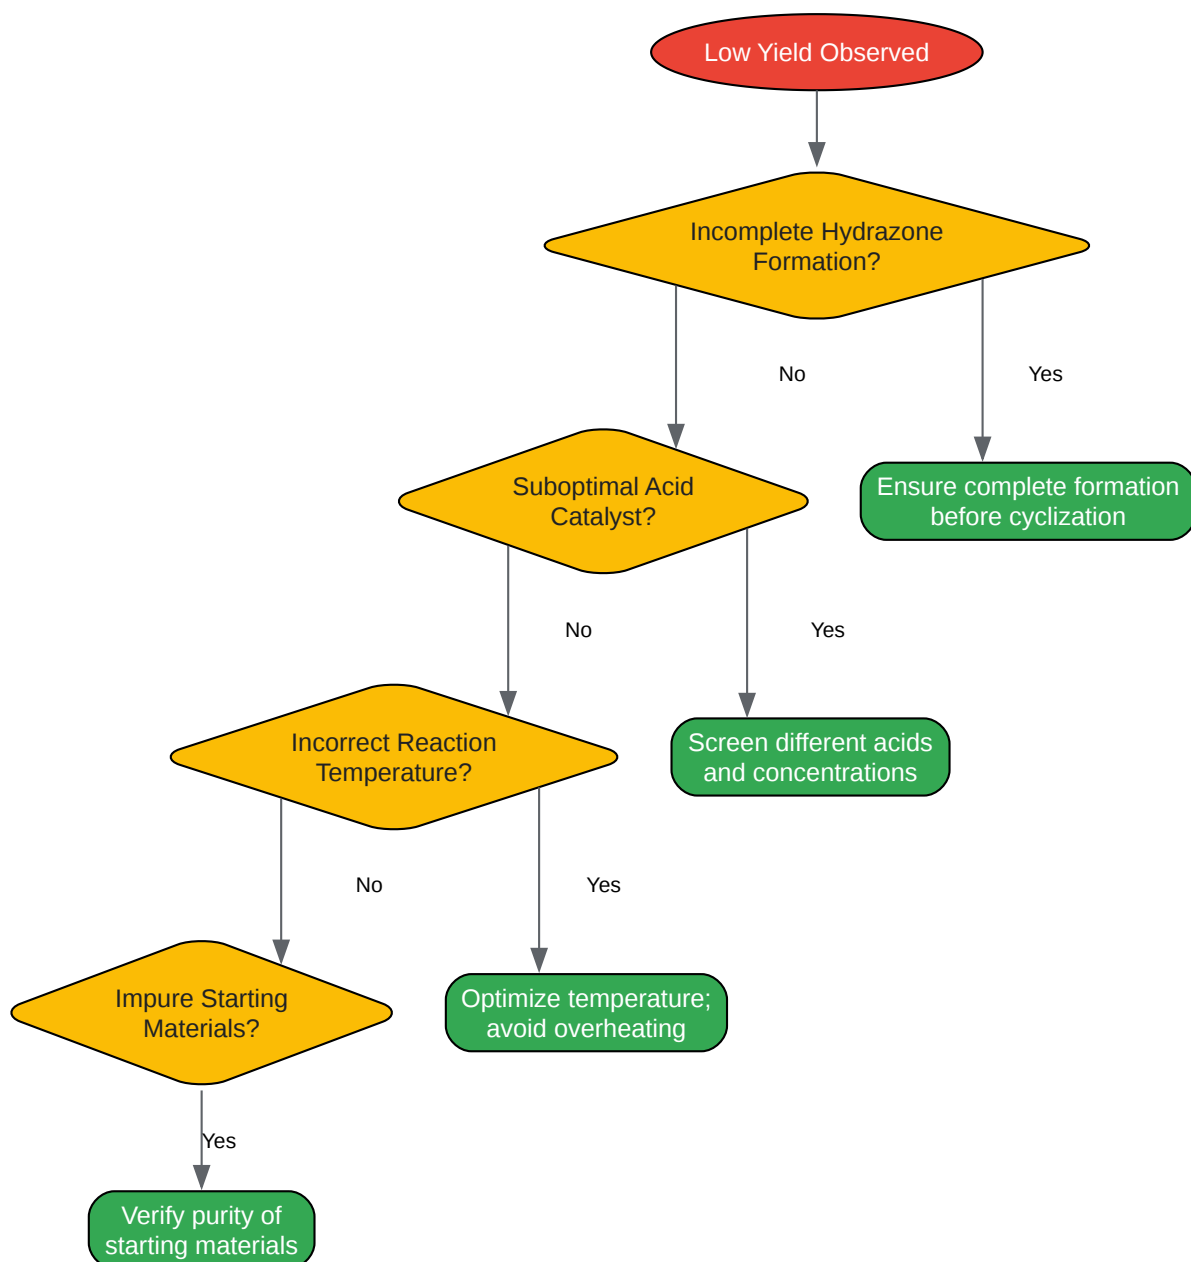 Low Yield Observed
Incomplete Hydrazone
Formation?
No
Yes
Suboptimal Acid
Catalyst?
Ensure complete formation
before cyclization
No
Yes
Incorrect Reaction
Temperature?
Screen different acids
and concentrations
No
Yes
Impure Starting
Materials?
Optimize temperature;
avoid overheating
Yes
Verify purity of
starting materials